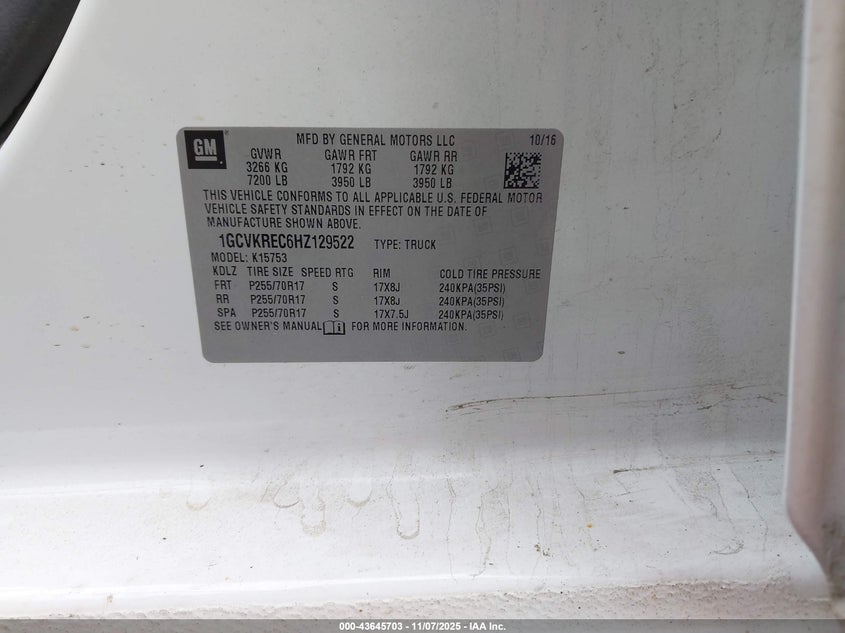 GM
MFD BY GENERAL MOTORS LLC 10/16
GVWR GAWR FRT GAWR RR
3266 KG 1792 KG 1792 KG
7200 LB 3950 LB 3950 LB
THIS VEHICLE CONFORMS TO ALL APPLICABLE U.S. FEDERAL MOTOR
VEHICLE SAFETY STANDARDS IN EFFECT ON THE DATE OF
MANUFACTURE SHOWN ABOVE.
1GCVKREC6HZ129522 TYPE: TRUCK
MODEL: K15753
KDLZ TIRE SIZE SPEED RTG RIM COLD TIRE PRESSURE
FRT P255/70R17 S 17X8J 240KPA(35PSI)
RR P255/70R17 S 17X8J 240KPA(35PSI)
SPA P255/70R17 S 17X7.5J 240KPA(35PSI)
SEE OWNER'S MANUAL FOR MORE INFORMATION.
000-43645703 - 11/07/2025 - IAA Inc.